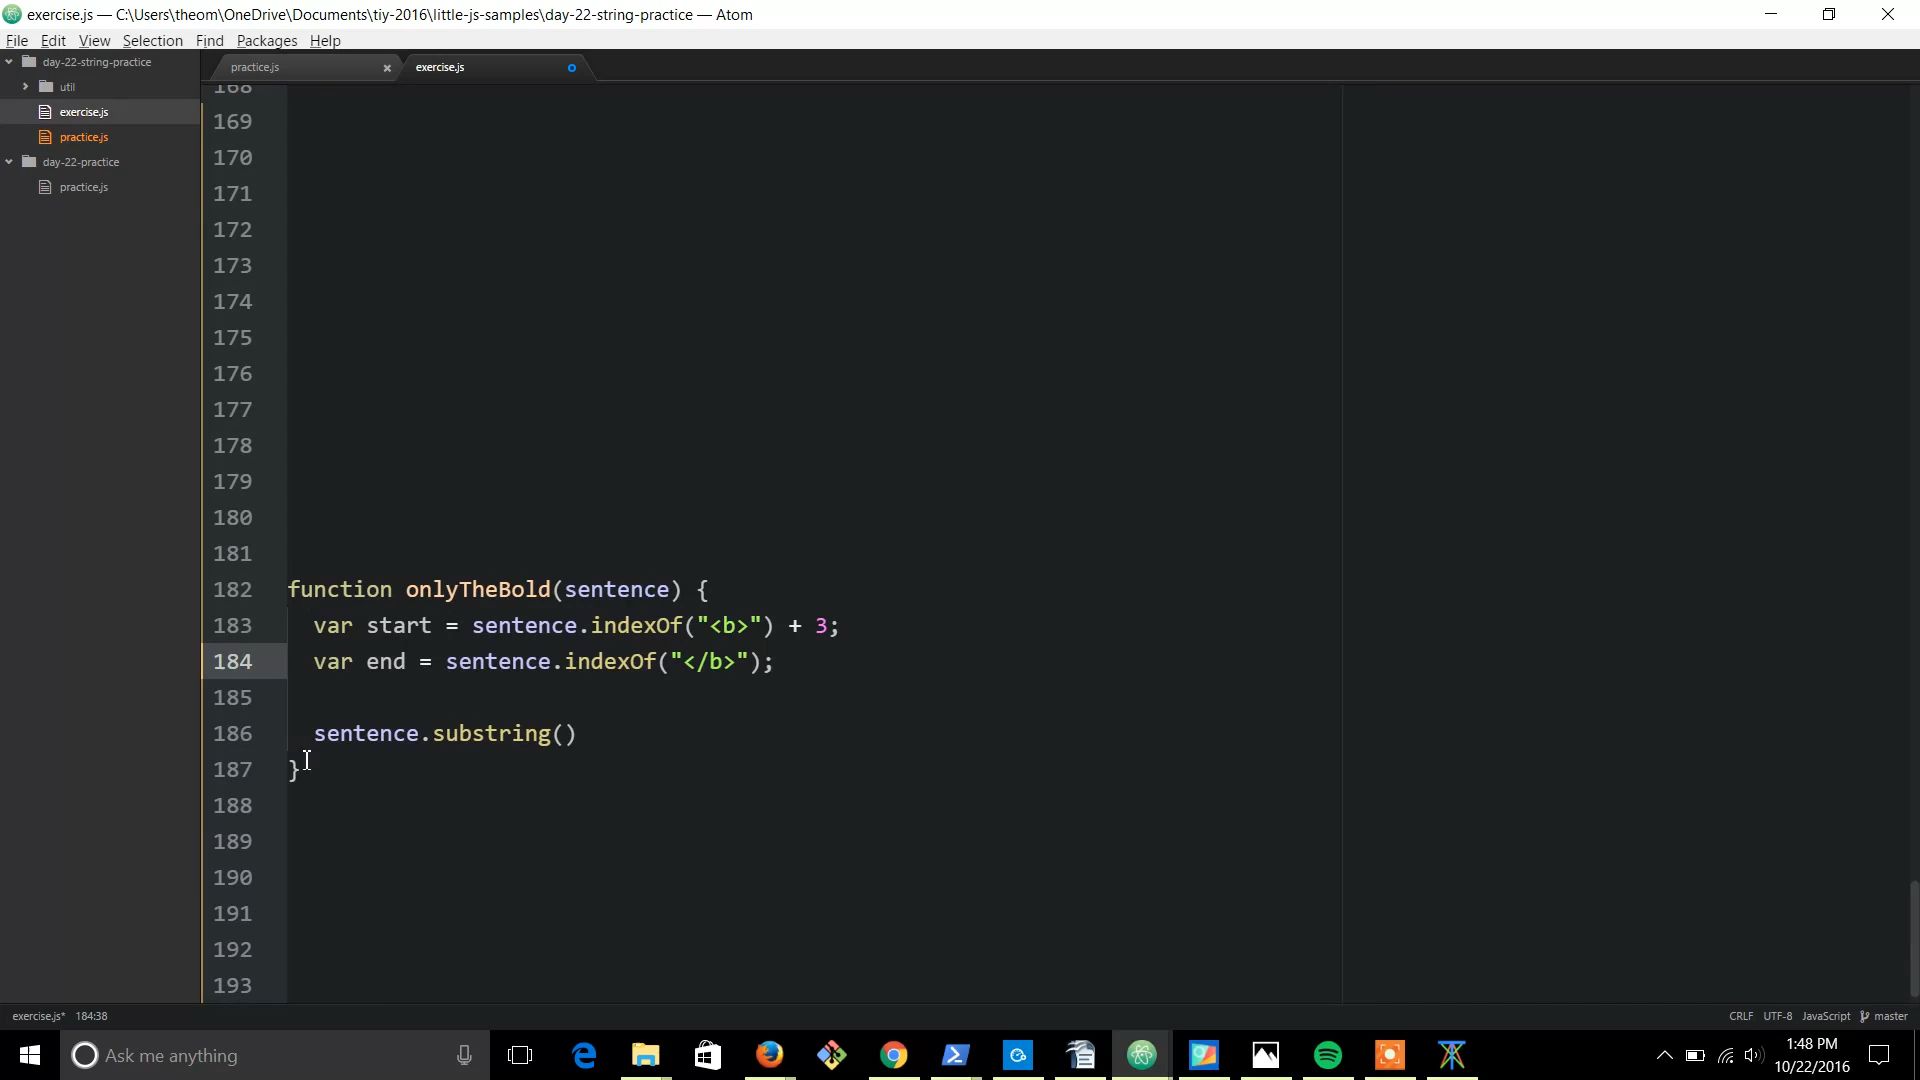 exercise.js — C:\Users\theom\OneDrive\Documents\tiy-2016\little-js-samples\day-22-string-practice — Atom
File Edit View Selection Find Packages Help
day-22-string-practice
util
exercise.js
practice.js
day-22-practice
practice.js
practice.js exercise.js
168
169
170
171
172
173
174
175
176
177
178
179
180
181
182 function onlyTheBold(sentence) {
183 var start = sentence.indexOf("<b>") + 3;
184 var end = sentence.indexOf("</b>");
185
186 sentence.substring()
187 }
188
189
190
191
192
193
exercise.js* 184:38 CRLF UTF-8 JavaScript master
Ask me anything
1:48 PM
10/22/2016